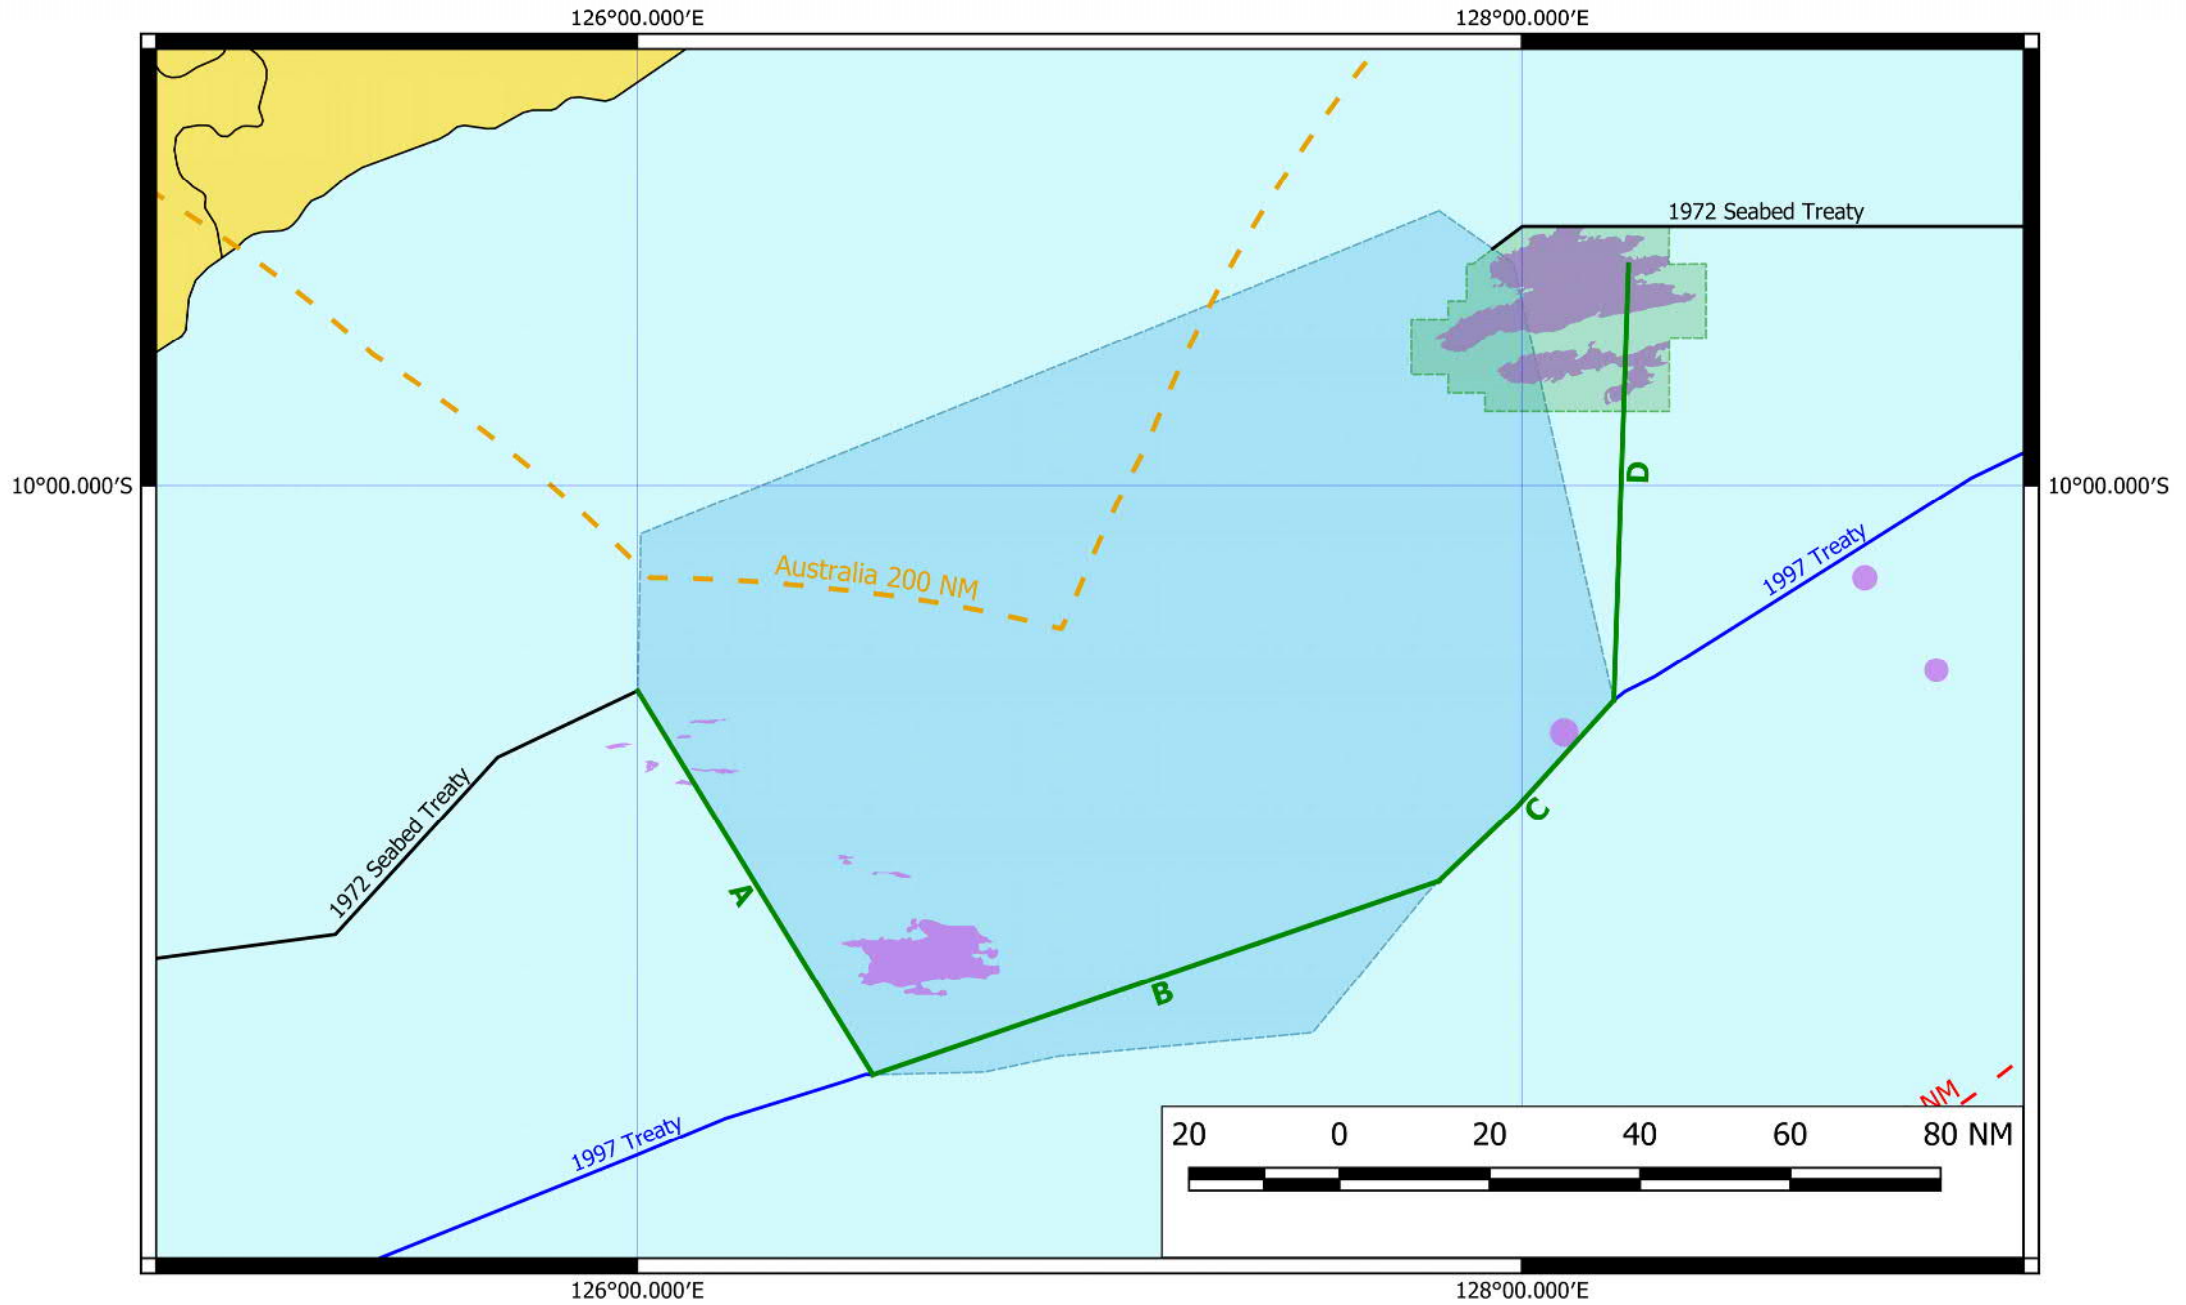 126°00.000′E
128°00.000′E
1972 Seabed Treaty
10°00.000′S
10°00.000′S
D
1997 Treaty
Australia 200 NM
1972 Seabed Treaty
C
A
B
1997 Treaty
NM
20 0 20 40 60 80 NM
126°00.000′E
128°00.000′E